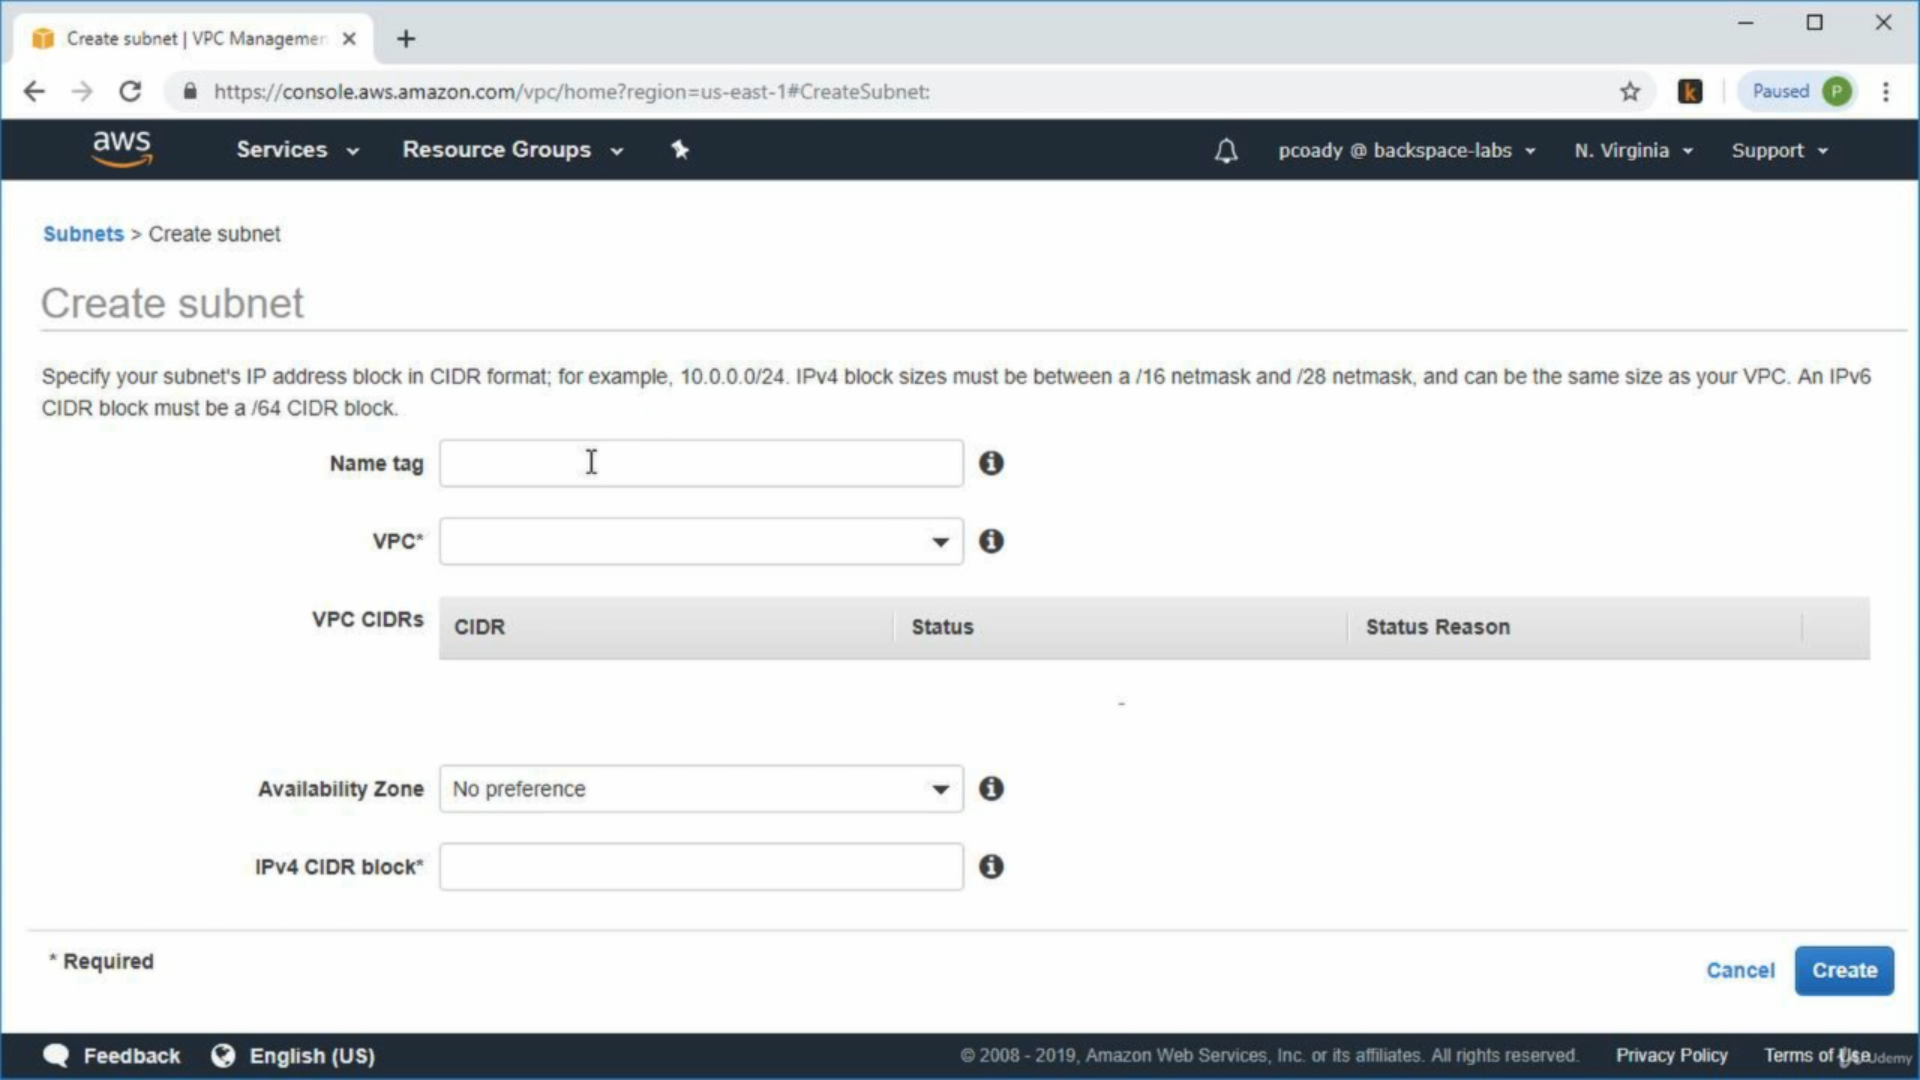 Create subnet | VPC Managemen
https://console.aws.amazon.com/vpc/home?region=us-east-1#CreateSubnet:
k
Paused P
aws Services Resource Groups pcoady @ backspace-labs N. Virginia Support
Subnets > Create subnet
Create subnet
Specify your subnet's IP address block in CIDR format; for example, 10.0.0.0/24. IPv4 block sizes must be between a /16 netmask and /28 netmask, and can be the same size as your VPC. An IPv6
CIDR block must be a /64 CIDR block.
Name tag
VPC*
VPC CIDRs CIDR Status Status Reason
-
Availability Zone No preference
IPv4 CIDR block*
* Required
Cancel Create
Feedback English (US) © 2008 - 2019, Amazon Web Services, Inc. or its affiliates. All rights reserved. Privacy Policy Terms of Use
Udemy